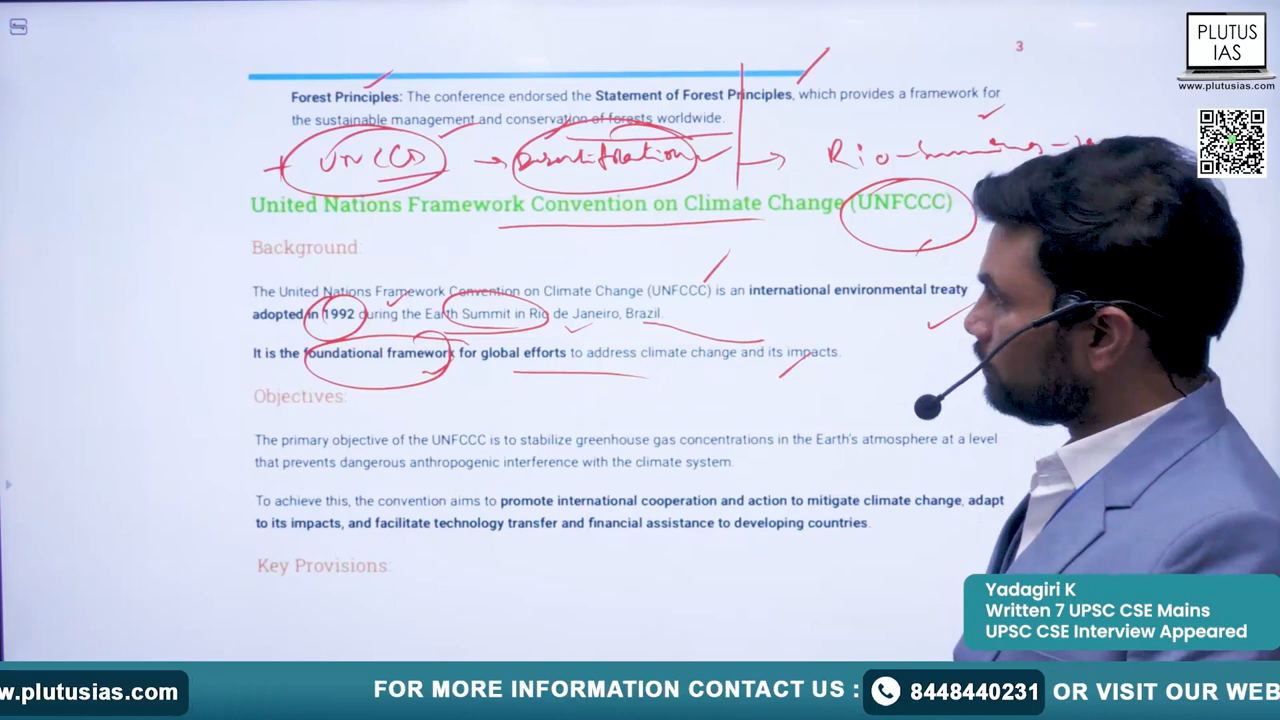 PLUTUS
IAS
www.plutusias.com
3
Forest Principles: The conference endorsed the Statement of Forest Principles, which provides a framework for
the sustainable management and conservation of forests worldwide.
UNCCD → Desertification → Rio-Summ
United Nations Framework Convention on Climate Change (UNFCCC)
Background:
The United Nations Framework Convention on Climate Change (UNFCCC) is an international environmental treaty
adopted in 1992 during the Earth Summit in Rio de Janeiro, Brazil.
It is the foundational framework for global efforts to address climate change and its impacts.
Objectives:
The primary objective of the UNFCCC is to stabilize greenhouse gas concentrations in the Earth's atmosphere at a level
that prevents dangerous anthropogenic interference with the climate system.
To achieve this, the convention aims to promote international cooperation and action to mitigate climate change, adapt
to its impacts, and facilitate technology transfer and financial assistance to developing countries.
Key Provisions:
Yadagiri K
Written 7 UPSC CSE Mains
UPSC CSE Interview Appeared
w.plutusias.com FOR MORE INFORMATION CONTACT US : 8448440231 OR VISIT OUR WEB